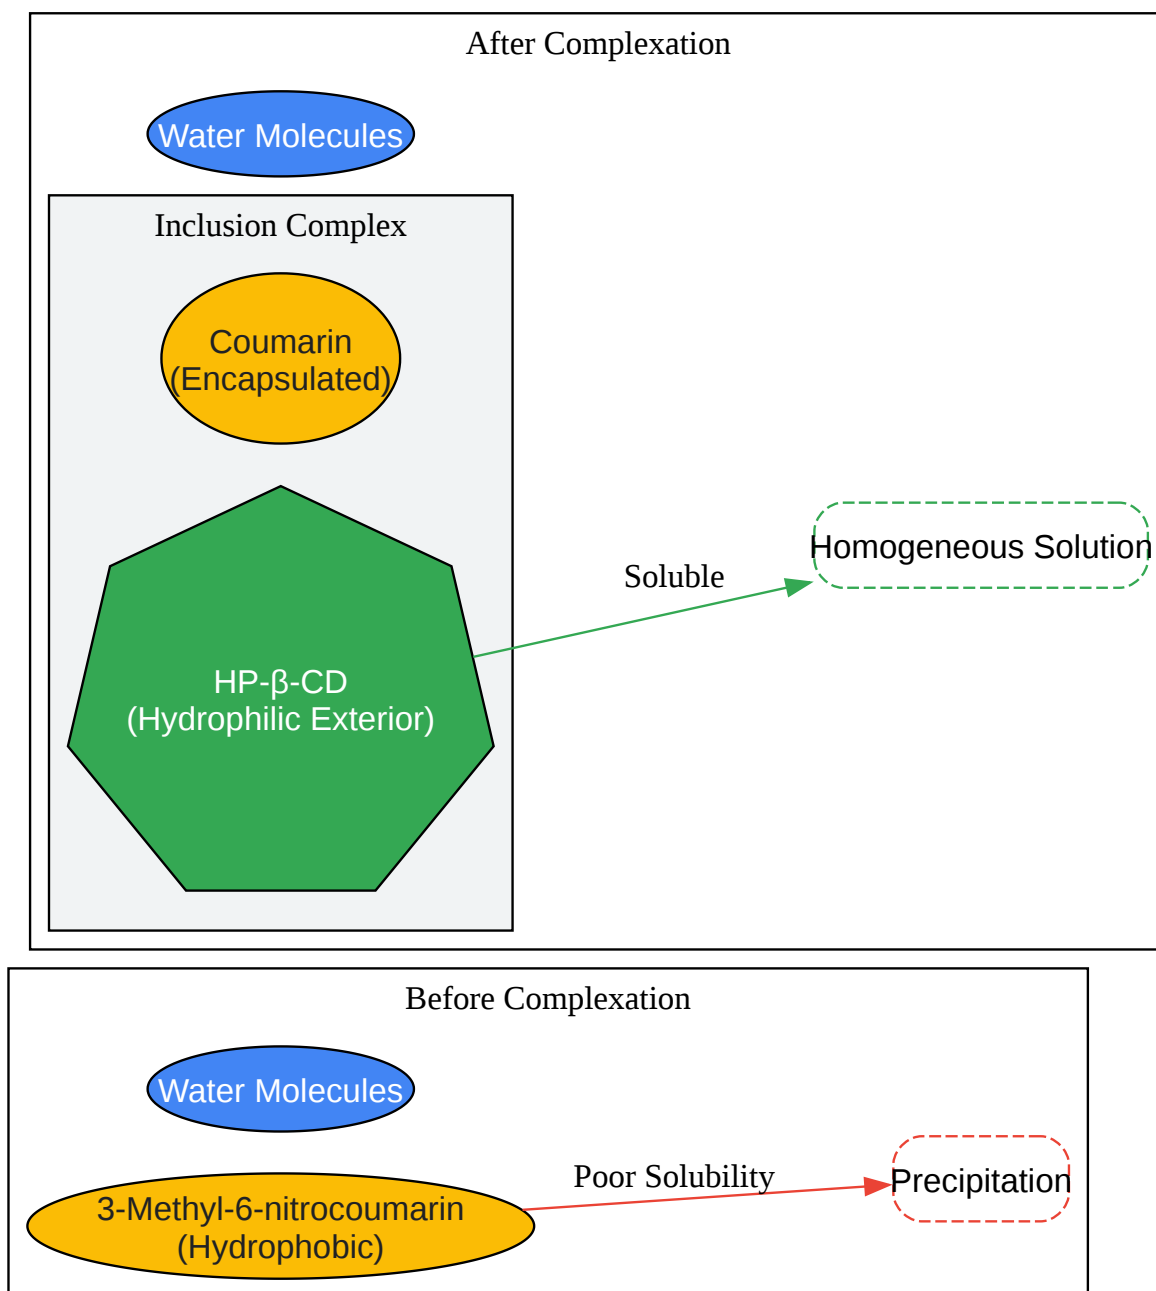 After Complexation
Water Molecules
Inclusion Complex
Coumarin
(Encapsulated)
HP-β-CD
(Hydrophilic Exterior)
Soluble
Homogeneous Solution
Before Complexation
Water Molecules
3-Methyl-6-nitrocoumarin
(Hydrophobic)
Poor Solubility
Precipitation